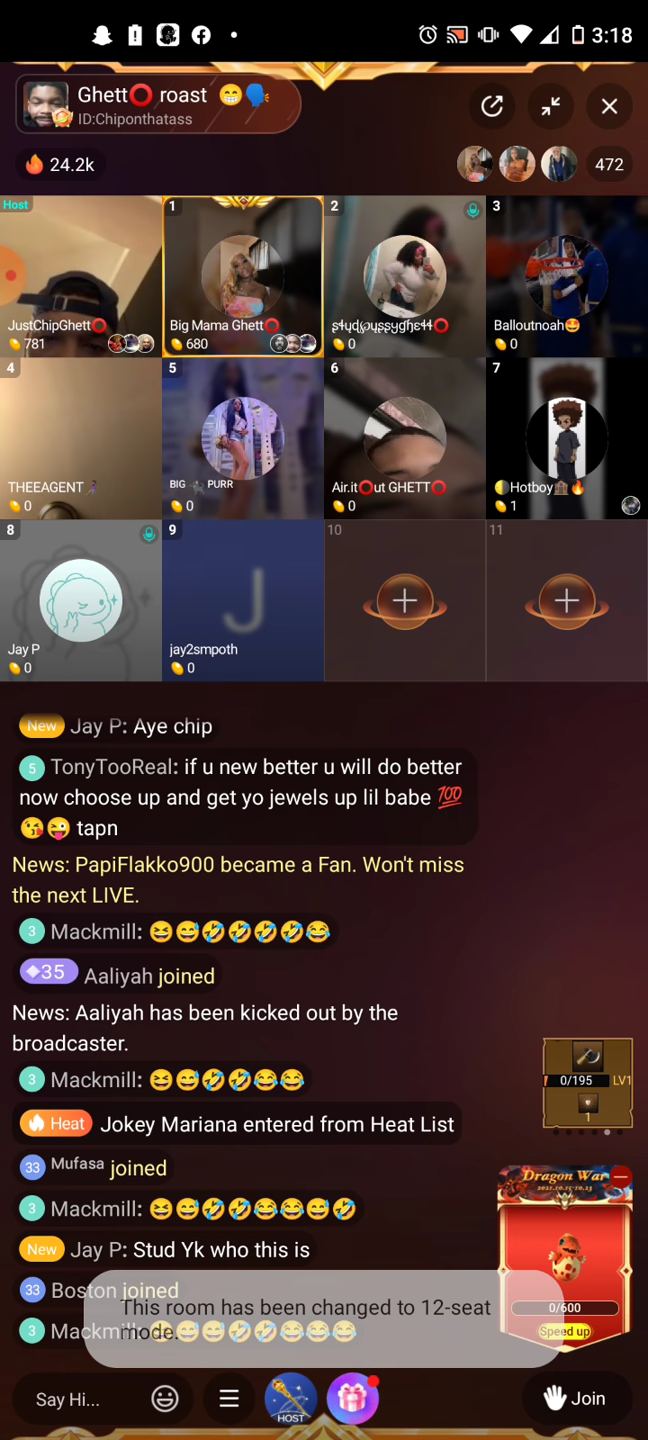 3:18
Ghett⭕ roast 😁🗣️
ID:Chiponthatass
🔥 24.2k
472
Host
JustChipGhett⭕
781
1
Big Mama Ghett⭕
680
2
0
3
Balloutnoah🤩
0
4
THEEAGENT
0
5
BIG PURR
0
6
Air.it⭕ut GHETT⭕
0
7
Hotboy🔥
1
8
Jay P
0
9
J
jay2smpoth
0
10
11
New Jay P: Aye chip
5 TonyTooReal: if u new better u will do better
now choose up and get yo jewels up lil babe 💯
😘😜 tapn
News: PapiFlakko900 became a Fan. Won't miss
the next LIVE.
3 Mackmill: 😆😅🤣🤣🤣🤣😂
35 Aaliyah joined
News: Aaliyah has been kicked out by the
broadcaster.
3 Mackmill: 😆😅🤣🤣😂😂
Heat Jokey Mariana entered from Heat List
33 Mufasa joined
3 Mackmill: 😆😅🤣🤣😂😂😅🤣
New Jay P: Stud Yk who this is
33 Boston joined
This room has been changed to 12-seat
mode.
3 Mackmill:
0/195 LV1
1
Dragon War
0/600
Speed up
Say Hi...
HOST
Join